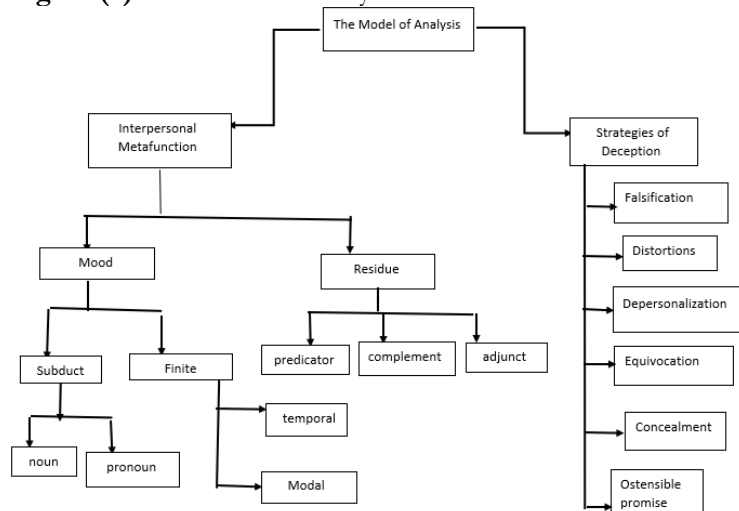 The Model of Analysis
Interpersonal
Metafunction
Strategies of
Deception
Falsification
Mood
Residue
Distortions
Depersonalization
Subduct
Finite
predicator
complement
adjunct
Equivocation
temporal
noun
pronoun
Concealment
Modal
Ostensible
promise